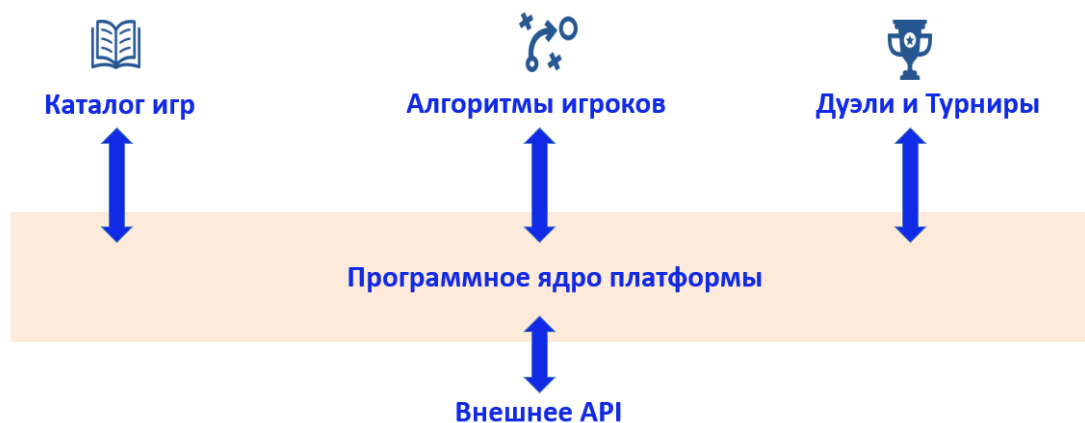 Каталог игр
Алгоритмы игроков
Дуэли и Турниры
Программное ядро платформы
Внешнее API